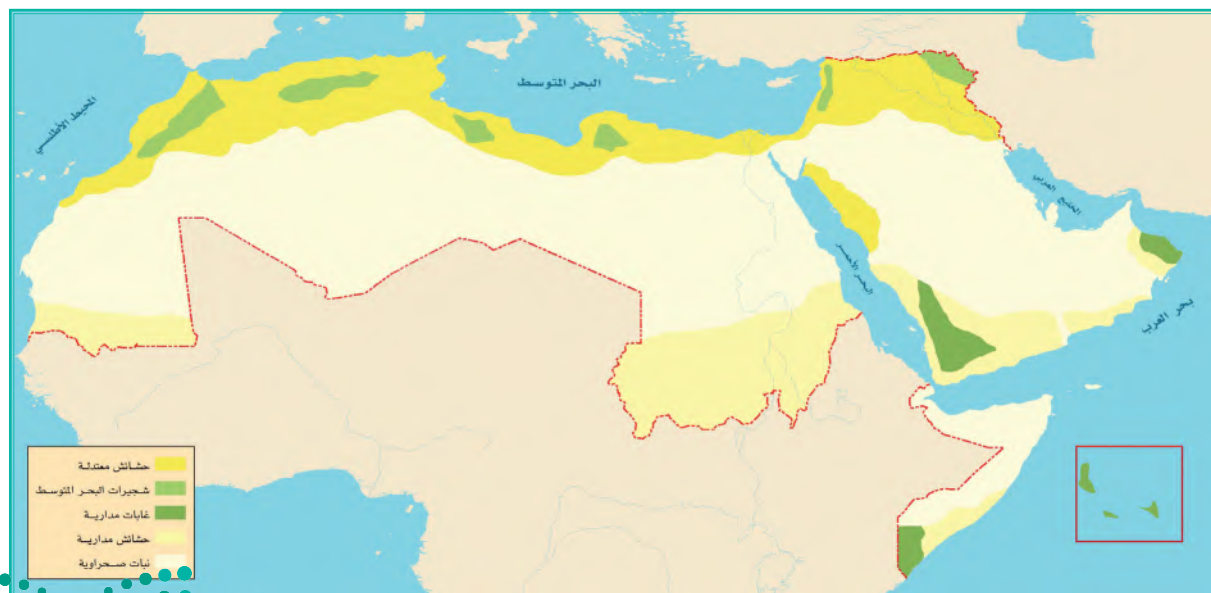 البحر المتوسط
المحيط الأطلسي
الخليج العربي
البحر الأحمر
بحر العرب
حشائش معتدلة
شجيرات البحر المتوسط
غابات مدارية
حشائش مدارية
نبات صحراوية